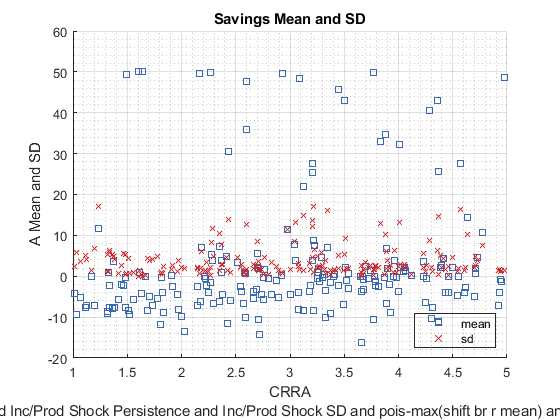 Savings Mean and SD
A Mean and SD
60
50
40
30
20
10
0
-10
-20
mean
sd
1 1.5 2 2.5 3 3.5 4 4.5 5
CRRA
d Inc/Prod Shock Persistence and Inc/Prod Shock SD and pois-max(shift br r mean) ar